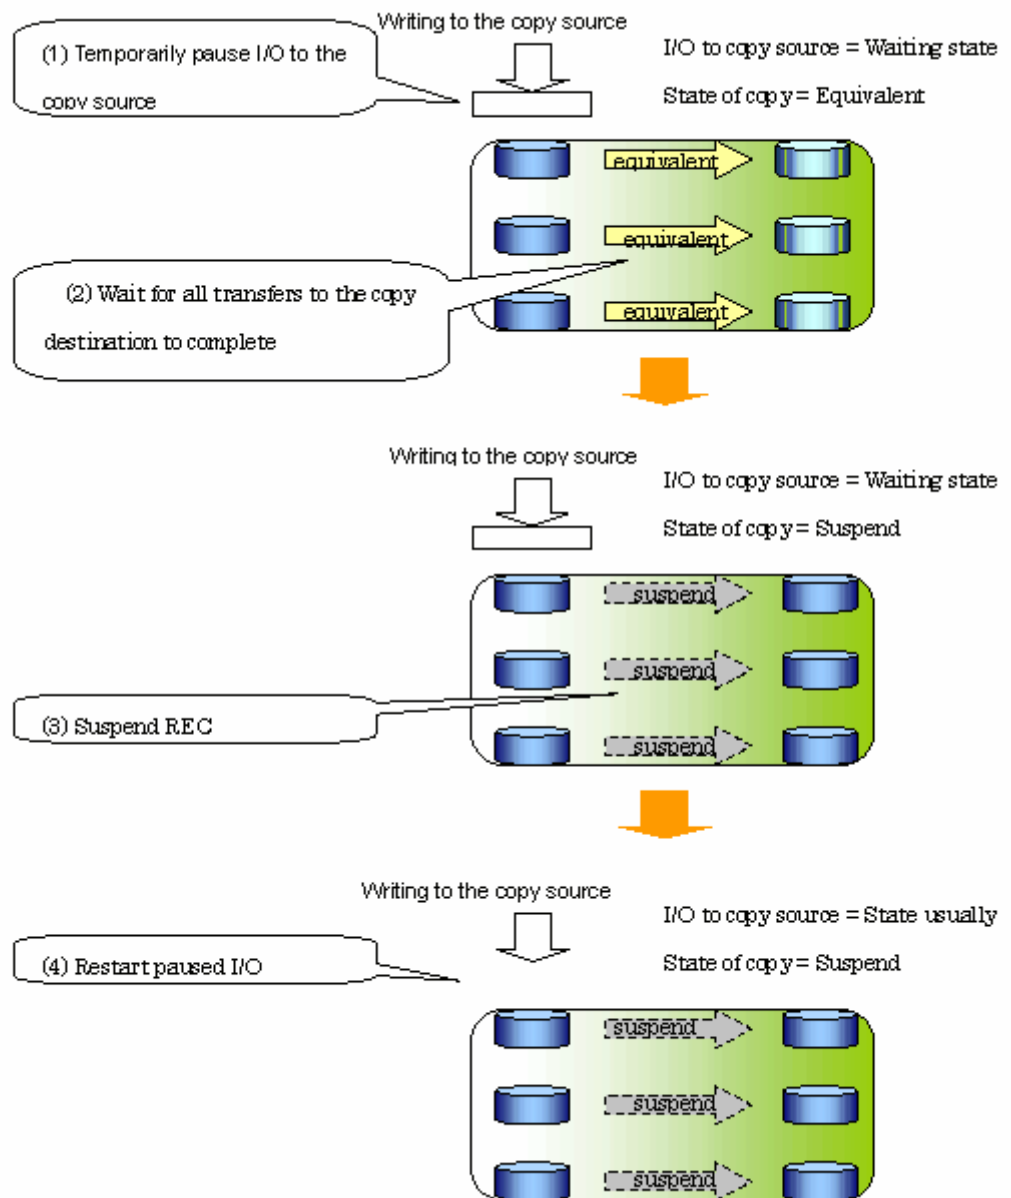 Writing to the copy source
(1) Temporarily pause I/O to the
copy source
I/O to copy source = Waiting state
State of copy = Equivalent
equivalent
equivalent
equivalent
(2) Wait for all transfers to the copy
destination to complete
Writing to the copy source
I/O to copy source = Waiting state
State of copy = Suspend
suspend
suspend
suspend
(3) Suspend REC
Writing to the copy source
I/O to copy source = State usually
State of copy = Suspend
(4) Restart paused I/O
suspend
suspend
suspend